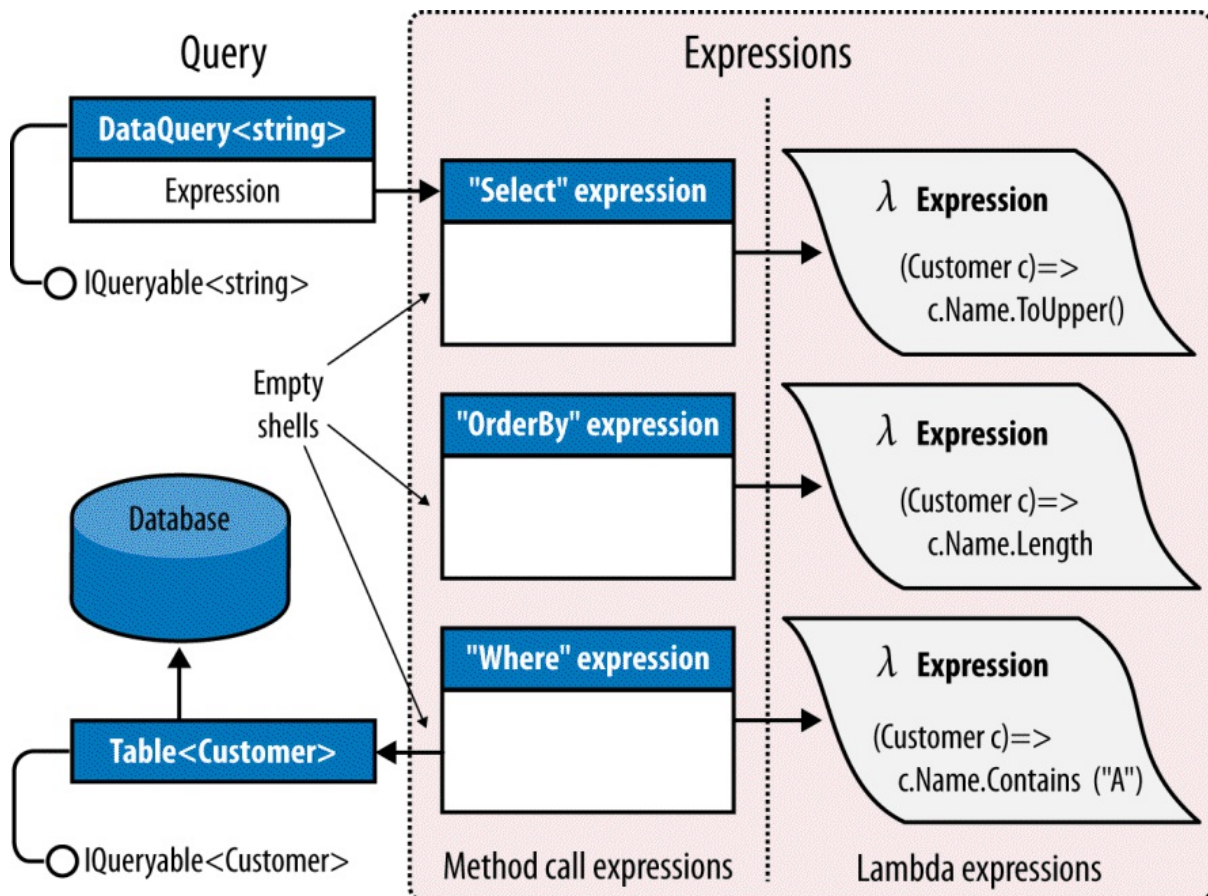 Query
Expressions
DataQuery<string>
Expression
IQueryable<string>
"Select" expression
λ Expression
(Customer c)=>
c.Name.ToUpper()
Empty
shells
"OrderBy" expression
λ Expression
(Customer c)=>
c.Name.Length
Database
"Where" expression
λ Expression
(Customer c)=>
c.Name.Contains ("A")
Table<Customer>
IQueryable<Customer>
Method call expressions
Lambda expressions